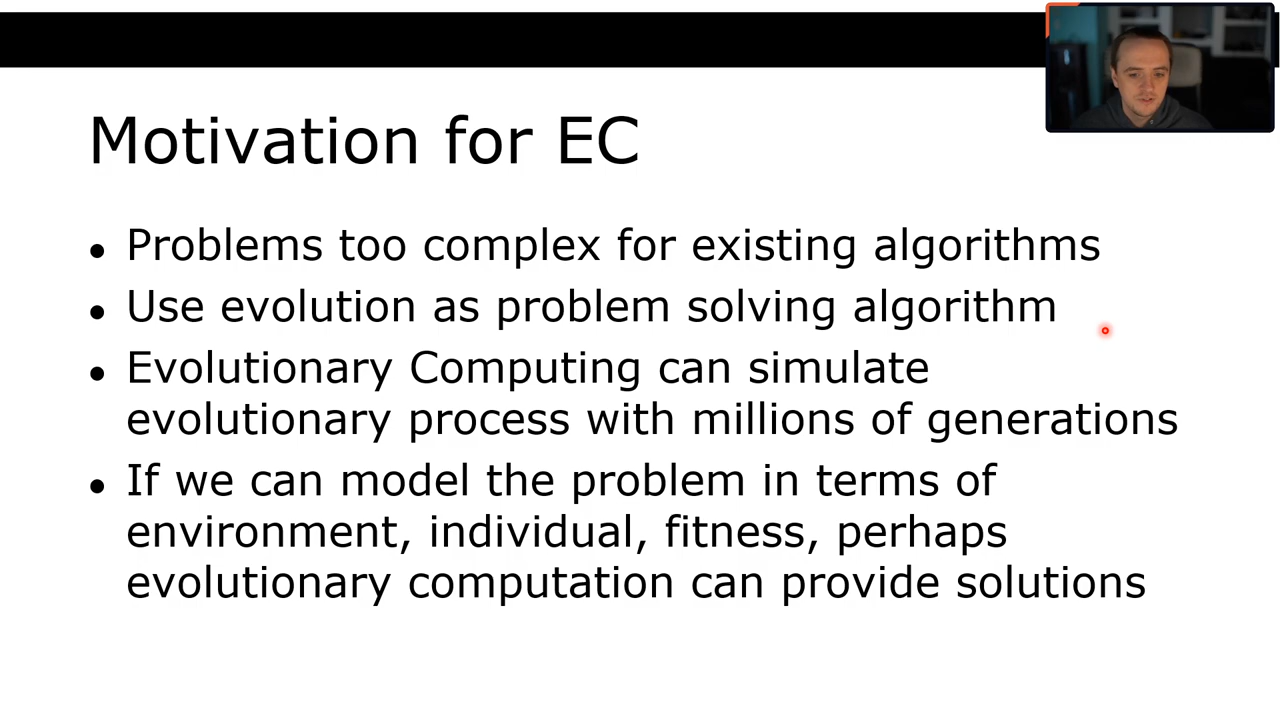 Motivation for EC
• Problems too complex for existing algorithms
• Use evolution as problem solving algorithm
• Evolutionary Computing can simulate
evolutionary process with millions of generations
• If we can model the problem in terms of
environment, individual, fitness, perhaps
evolutionary computation can provide solutions